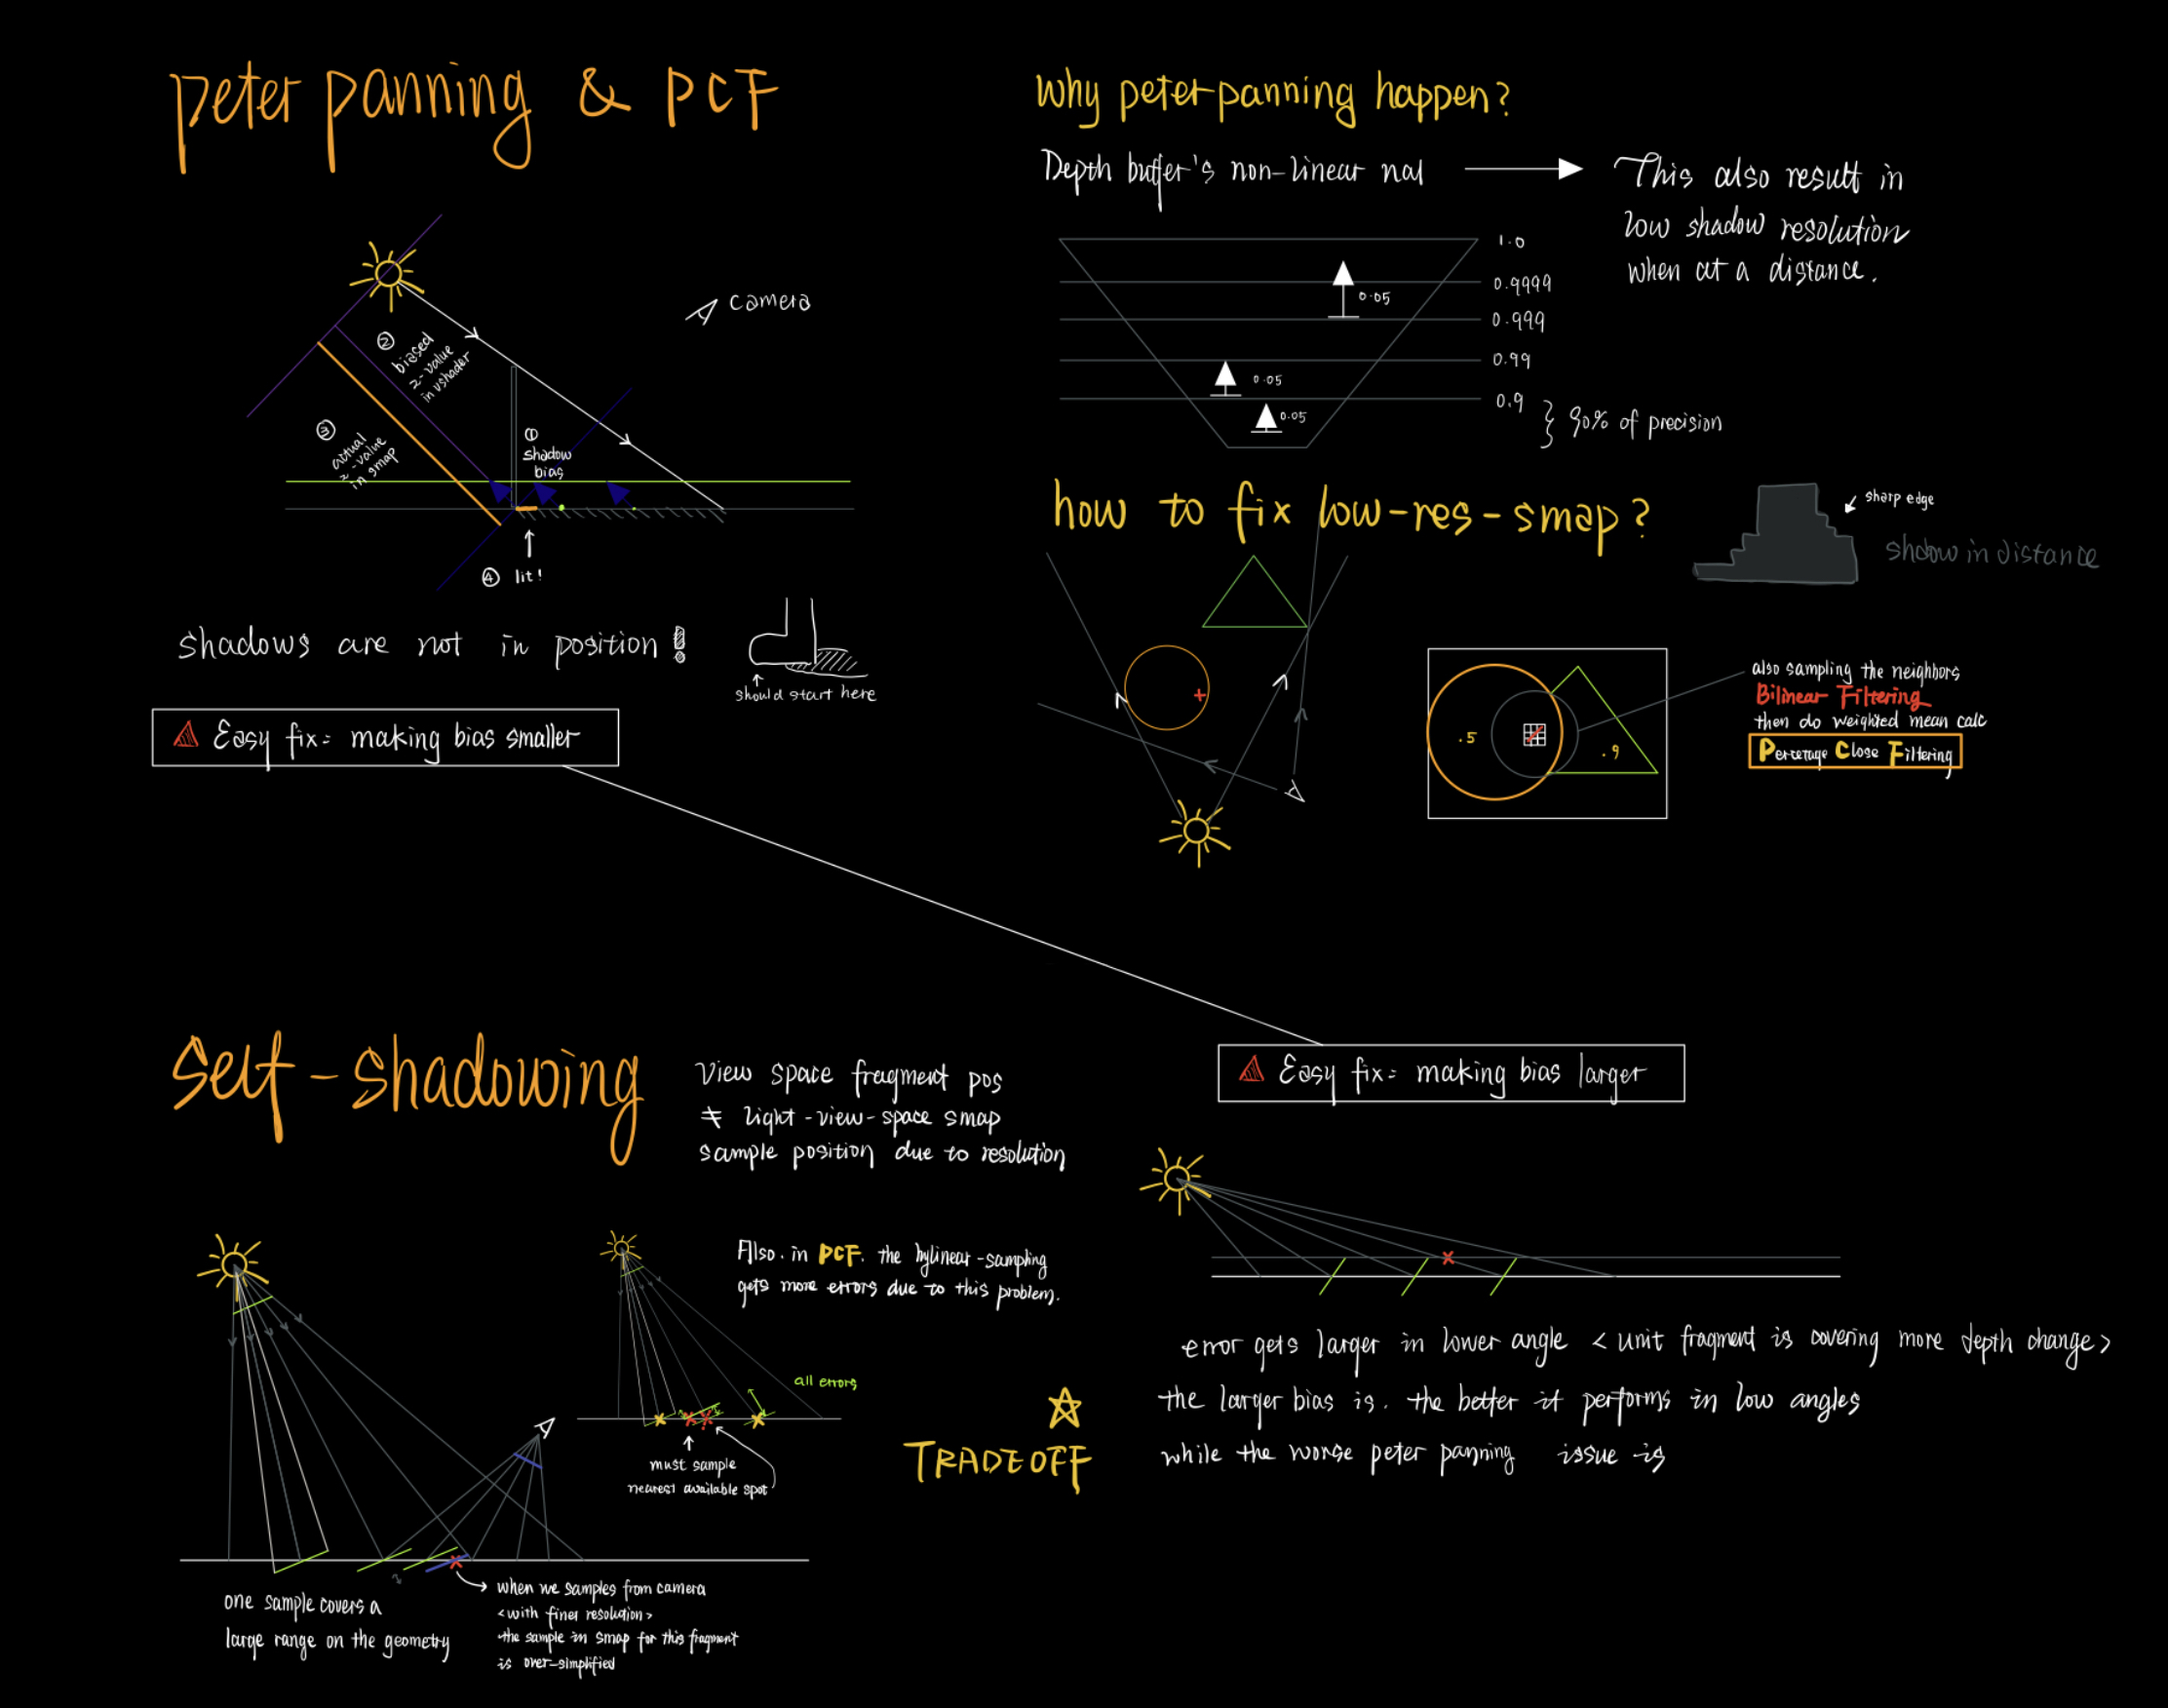 peter panning & PCF
camera
②
biased
z-value
in vshader
③
actual
z-value
in smap
①
shadow
bias
④ lit!
shadows are not in position!
should start here
Easy fix: making bias smaller
why peter panning happen?
Depth buffer's non-linear
This also result in
low shadow resolution
when at a distance.
1.0
0.9999
0.05
0.999
0.99
0.05
0.9
0.05
90% of precision
how to fix low-res-smap?
sharp edge
shdow in distance
.5
.9
also sampling the neighbors
Bilinear Filtering
then do weighted mean calc
Percetage Close Filtering
Self-shadowing
View space fragment pos
≠ light-view-space smap
sample position due to resolution
Easy fix: making bias larger
Also. in PCF. the bylinear-sampling
gets more errors due to this problem.
all errors
must sample
nearest available spot
one sample covers a
large range on the geometry
?
when we samples from camera
<with finer resolution>
the sample in smap for this fragment
is over-simplified
error gets larger in lower angle <unit fragment is covering more depth change>
TRADEOFF
the larger bias is. the better it performs in low angles
while the worse peter panning issue is